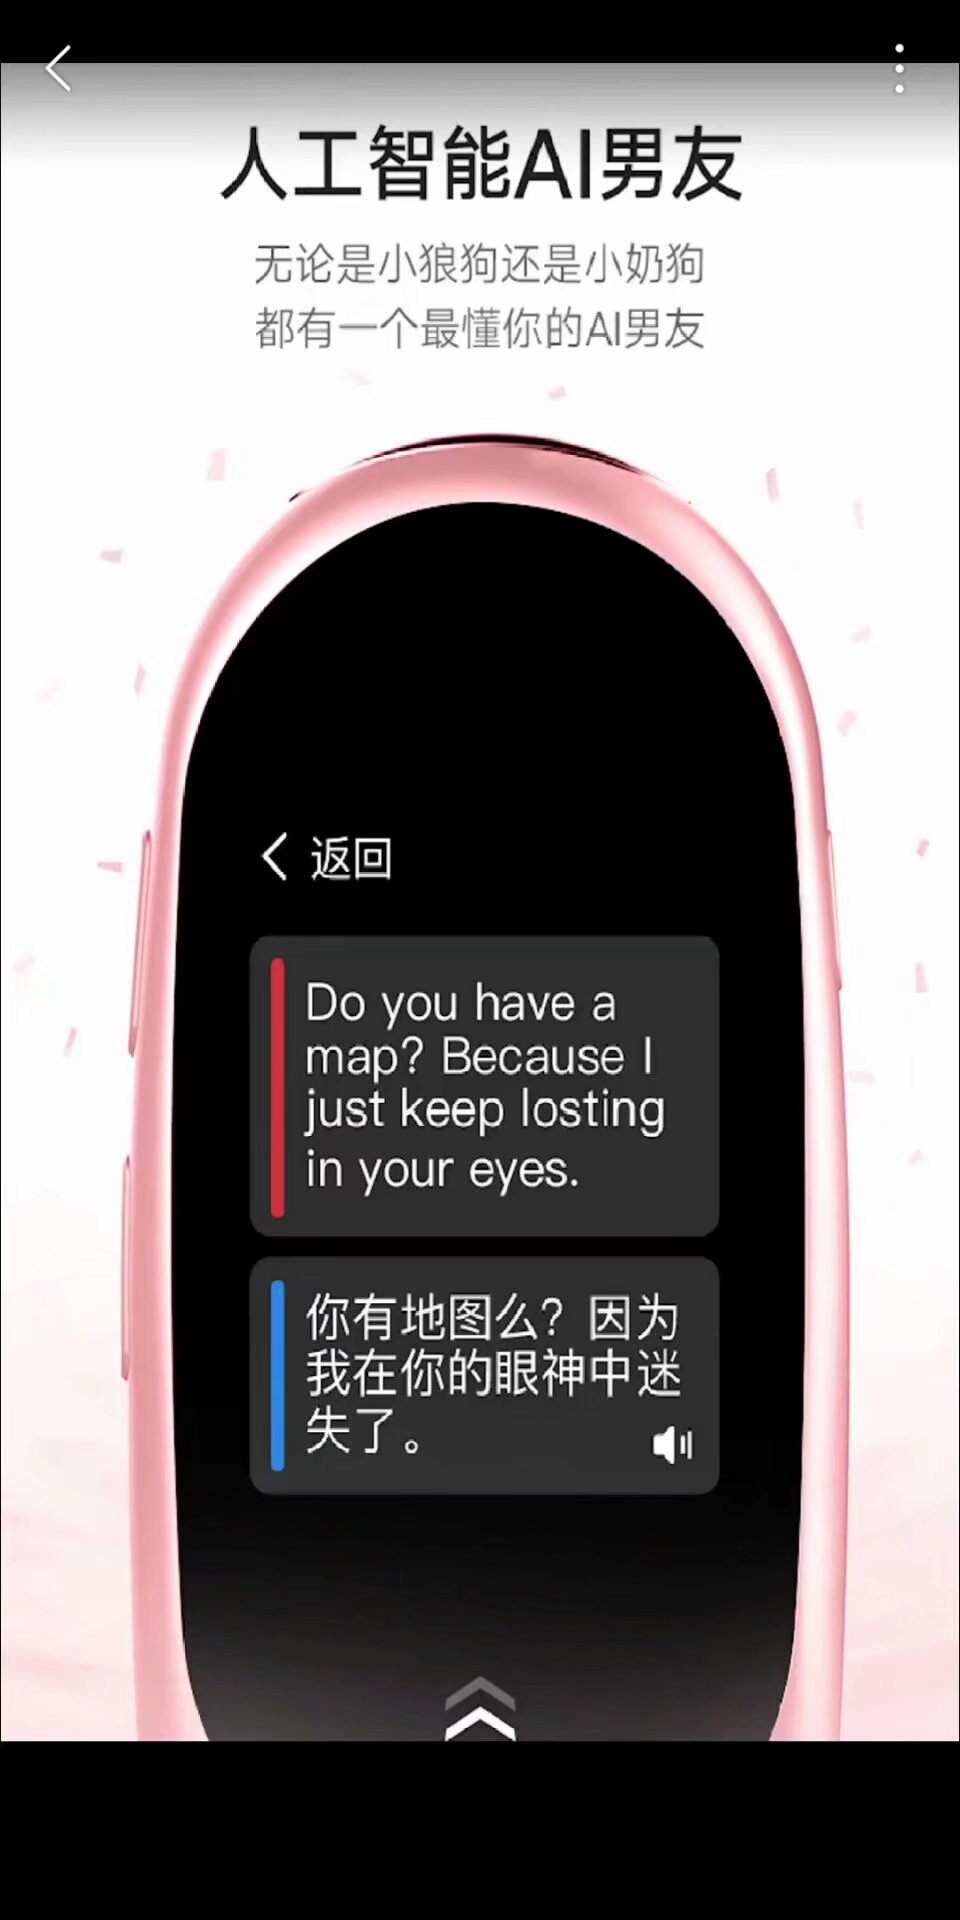 人工智能AI男友
无论是小狼狗还是小奶狗
都有一个最懂你的AI男友
返回
Do you have a
map? Because I
just keep losting
in your eyes.
你有地图么？因为
我在你的眼神中迷
失了。